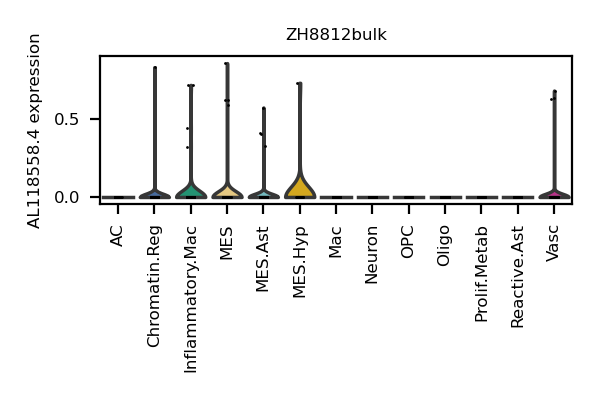 ZH8812bulk
AL118558.4 expression
0.5
0.0
AC
Chromatin.Reg
Inflammatory.Mac
MES
MES.Ast
MES.Hyp
Mac
Neuron
OPC
Oligo
Prolif.Metab
Reactive.Ast
Vasc